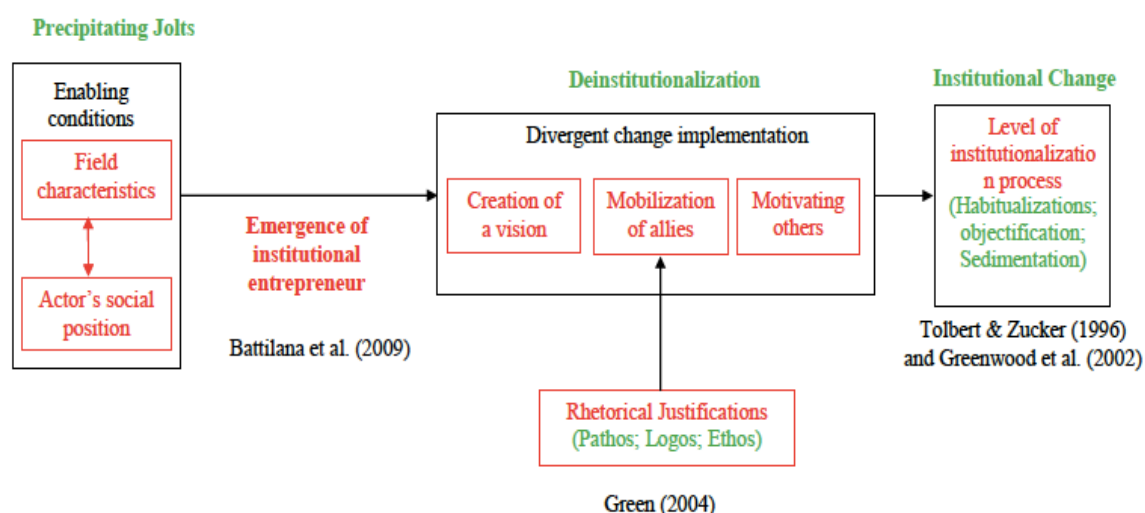 Precipitating Jolts
Enabling
conditions
Field
characteristics
Actor's social
position
Emergence of
institutional
entrepreneur
Battilana et al. (2009)
Deinstitutionalization
Divergent change implementation
Creation of
a vision
Mobilization
of allies
Motivating
others
Rhetorical Justifications
(Pathos; Logos; Ethos)
Green (2004)
Institutional Change
Level of
institutionalizatio
n process
(Habitualizations;
objectification;
Sedimentation)
Tolbert & Zucker (1996)
and Greenwood et al. (2002)